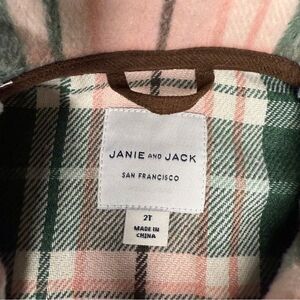 JANIE AND JACK
SAN FRANCISCO
2T
MADE IN
CHINA